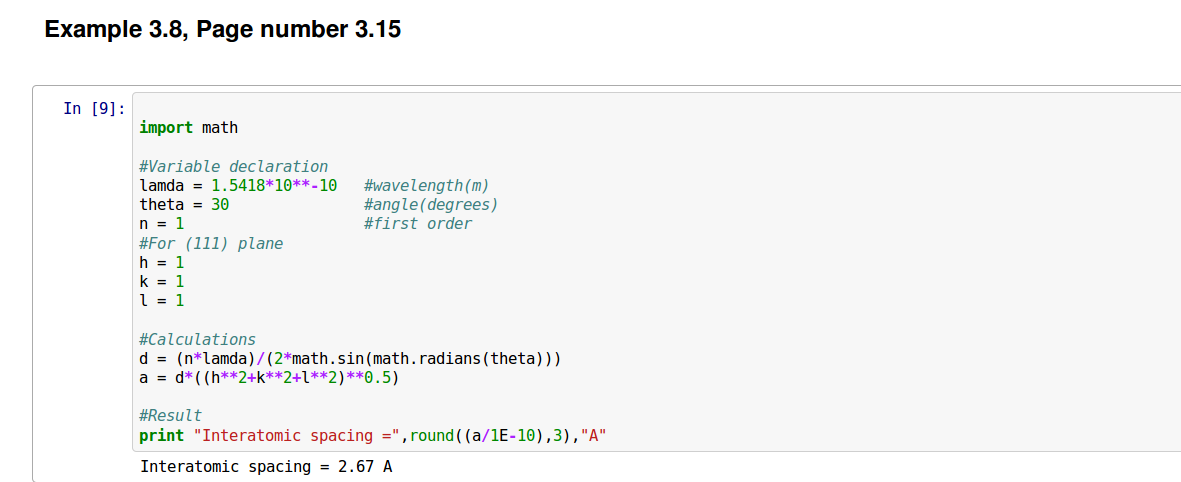 Example 3.8, Page number 3.15
In [9]:
import math
#Variable declaration
lamda = 1.5418*10**-10   #wavelength(m)
theta = 30               #angle(degrees)
n = 1                    #first order
#For (111) plane
h = 1
k = 1
l = 1
#Calculations
d = (n*lamda)/(2*math.sin(math.radians(theta)))
a = d*((h**2+k**2+l**2)**0.5)
#Result
print "Interatomic spacing =",round((a/1E-10),3),"A"
Interatomic spacing = 2.67 A